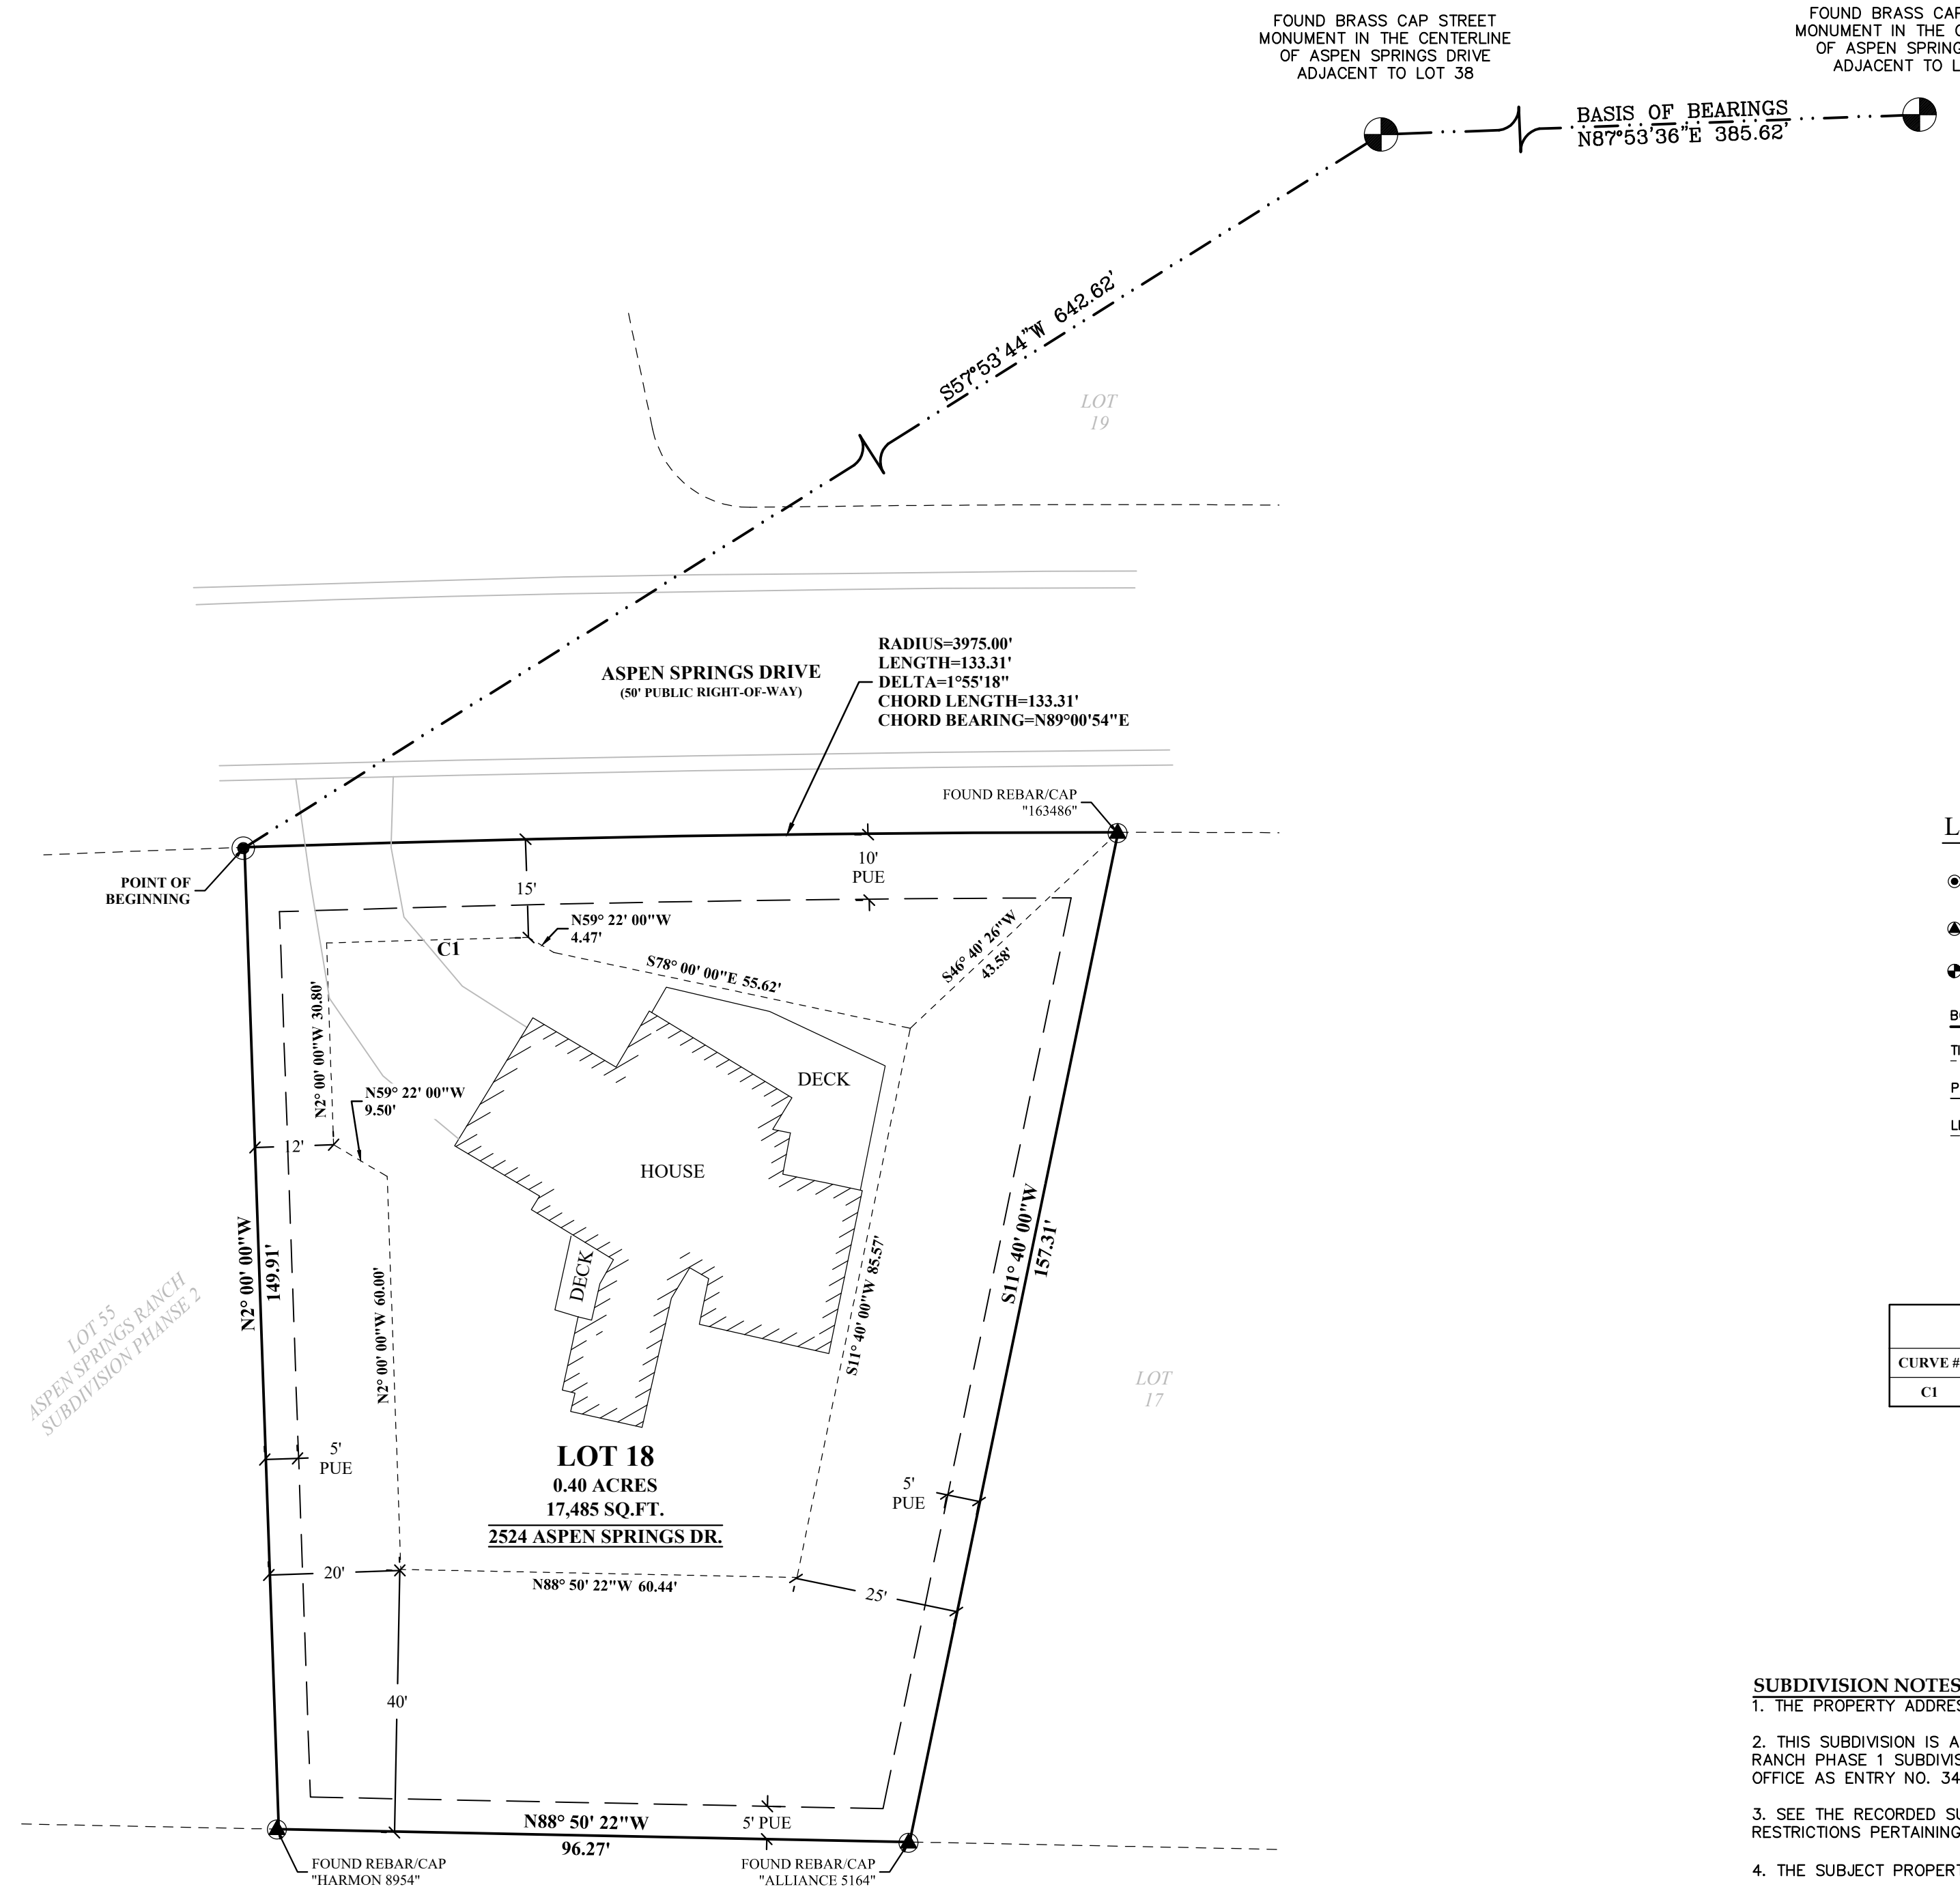 FOUND BRASS CAP STREET
MONUMENT IN THE CENTERLINE
OF ASPEN SPRINGS DRIVE
ADJACENT TO LOT 38
FOUND BRASS CAP
MONUMENT IN THE
OF ASPEN SPRING
ADJACENT TO L
BASIS OF BEARINGS
N87°53'36"E 385.62'
S57°53'44"W 642.62'
LOT
19
ASPEN SPRINGS DRIVE
(50' PUBLIC RIGHT-OF-WAY)
RADIUS=3975.00'
LENGTH=133.31'
DELTA=1°55'18"
CHORD LENGTH=133.31'
CHORD BEARING=N89°00'54"E
FOUND REBAR/CAP
"163486"
POINT OF
BEGINNING
15'
10'
PUE
N59° 22' 00"W
4.47'
C1
S78° 00' 00"E 55.62'
S46° 40' 26"W
43.58'
N2° 00' 00"W 30.80'
N59° 22' 00"W
9.50'
12'
DECK
HOUSE
DECK
N2° 00' 00"W
149.91'
N2° 00' 00"W 60.00'
S11° 40' 00"W 85.57'
S11° 40' 00"W
157.31'
LOT 55
ASPEN SPRINGS RANCH
SUBDIVISION PHANSE 2
LOT
17
5'
PUE
LOT 18
0.40 ACRES
17,485 SQ.FT.
2524 ASPEN SPRINGS DR.
5'
PUE
20'
N88° 50' 22"W 60.44'
25'
40'
N88° 50' 22"W
96.27'
5' PUE
FOUND REBAR/CAP
"HARMON 8954"
FOUND REBAR/CAP
"ALLIANCE 5164"
L
P
CURVE #
C1
SUBDIVISION NOTES
1. THE PROPERTY ADDRES
2. THIS SUBDIVISION IS A
RANCH PHASE 1 SUBDIVIS
OFFICE AS ENTRY NO. 34
3. SEE THE RECORDED SU
RESTRICTIONS PERTAINING
4. THE SUBJECT PROPERT